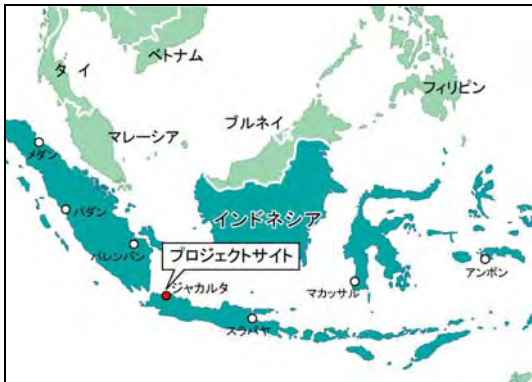 ベトナム
タイ
フィリピン
ブルネイ
マレーシア
メダン
インドネシア
パダン
パレンバン
プロジェクトサイト
アンボン
ジャカルタ
マカッサル
スラバヤ